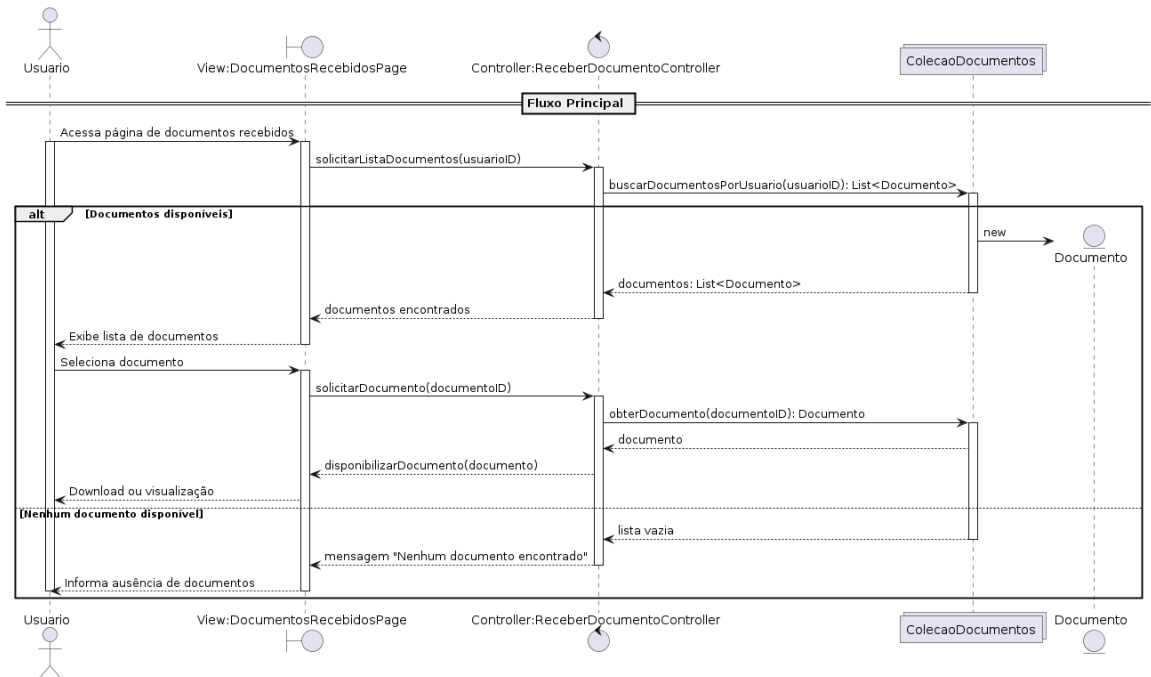 Usuario
View:DocumentosRecebidosPage
Controller:ReceberDocumentoController
ColecaoDocumentos
Fluxo Principal
Acessa página de documentos recebidos
solicitarListaDocumentos(usuarioID)
buscarDocumentosPorUsuario(usuarioID): List<Documento>
alt
[Documentos disponíveis]
new
Documento
documentos: List<Documento>
documentos encontrados
Exibe lista de documentos
Seleciona documento
solicitarDocumento(documentoID)
obterDocumento(documentoID): Documento
documento
disponibilizarDocumento(documento)
Download ou visualização
[Nenhum documento disponível]
lista vazia
mensagem "Nenhum documento encontrado"
Informa ausência de documentos
Usuario
View:DocumentosRecebidosPage
Controller:ReceberDocumentoController
ColecaoDocumentos
Documento